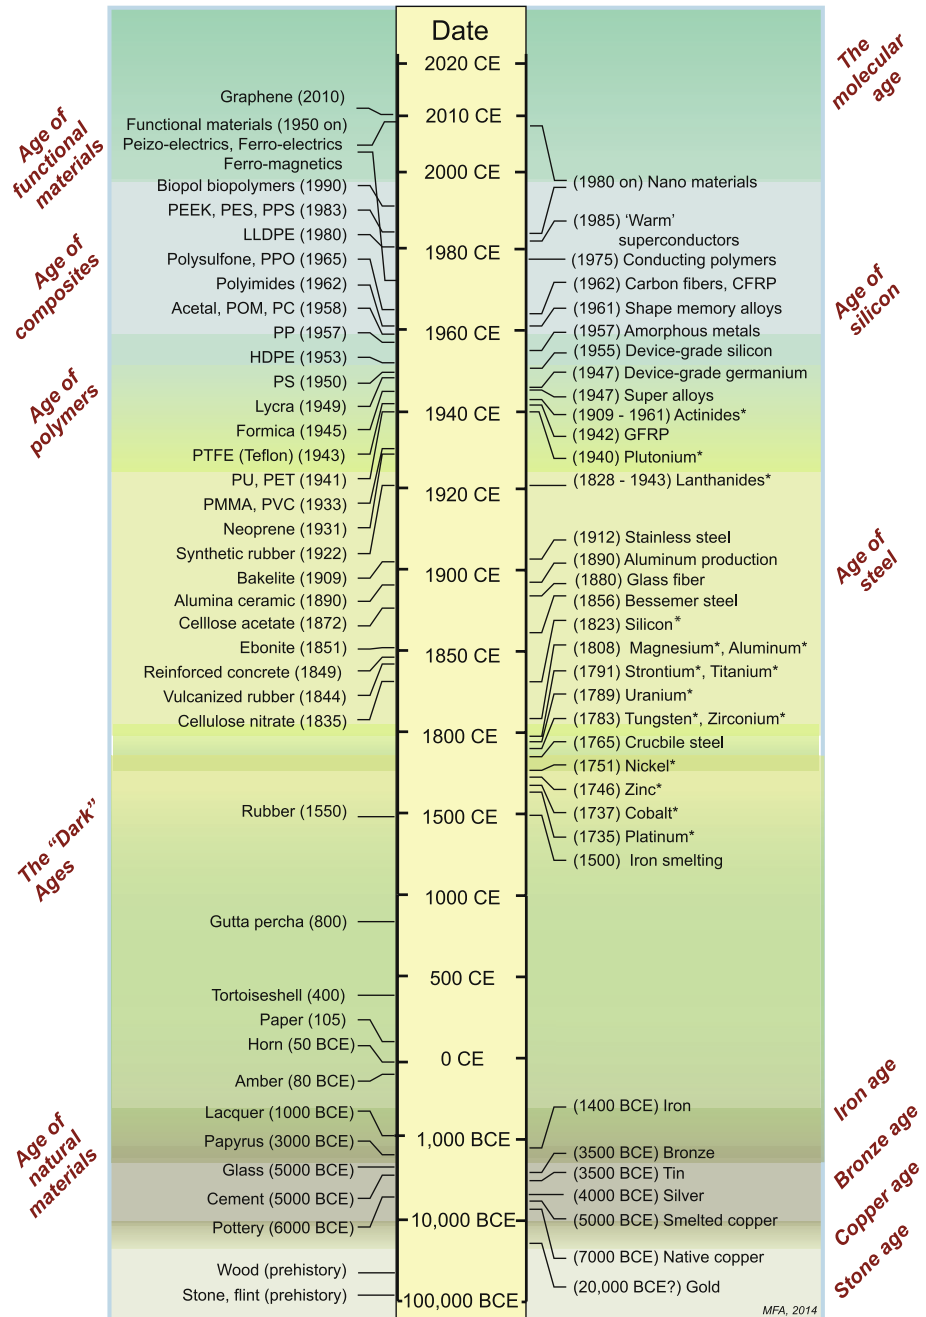 Date
2020 CE
2010 CE
2000 CE
1980 CE
1960 CE
1940 CE
1920 CE
1900 CE
1850 CE
1800 CE
1500 CE
1000 CE
500 CE
0 CE
1,000 BCE
10,000 BCE
100,000 BCE
Age of
functional
materials
Age of
composites
Age of
polymers
The “Dark”
Ages
Age of
natural
materials
Graphene (2010)
Functional materials (1950 on)
Peizo-electrics, Ferro-electrics
Ferro-magnetics
Biopol biopolymers (1990)
PEEK, PES, PPS (1983)
LLDPE (1980)
Polysulfone, PPO (1965)
Polyimides (1962)
Acetal, POM, PC (1958)
PP (1957)
HDPE (1953)
PS (1950)
Lycra (1949)
Formica (1945)
PTFE (Teflon) (1943)
PU, PET (1941)
PMMA, PVC (1933)
Neoprene (1931)
Synthetic rubber (1922)
Bakelite (1909)
Alumina ceramic (1890)
Celllose acetate (1872)
Ebonite (1851)
Reinforced concrete (1849)
Vulcanized rubber (1844)
Cellulose nitrate (1835)
Rubber (1550)
Gutta percha (800)
Tortoiseshell (400)
Paper (105)
Horn (50 BCE)
Amber (80 BCE)
Lacquer (1000 BCE)
Papyrus (3000 BCE)
Glass (5000 BCE)
Cement (5000 BCE)
Pottery (6000 BCE)
Wood (prehistory)
Stone, flint (prehistory)
(1980 on) Nano materials
(1985) ‘Warm’
superconductors
(1975) Conducting polymers
(1962) Carbon fibers, CFRP
(1961) Shape memory alloys
(1957) Amorphous metals
(1955) Device-grade silicon
(1947) Device-grade germanium
(1947) Super alloys
(1909 - 1961) Actinides*
(1942) GFRP
(1940) Plutonium*
(1828 - 1943) Lanthanides*
(1912) Stainless steel
(1890) Aluminum production
(1880) Glass fiber
(1856) Bessemer steel
(1823) Silicon*
(1808) Magnesium*, Aluminum*
(1791) Strontium*, Titanium*
(1789) Uranium*
(1783) Tungsten*, Zirconium*
(1765) Crucbile steel
(1751) Nickel*
(1746) Zinc*
(1737) Cobalt*
(1735) Platinum*
(1500) Iron smelting
(1400 BCE) Iron
(3500 BCE) Bronze
(3500 BCE) Tin
(4000 BCE) Silver
(5000 BCE) Smelted copper
(7000 BCE) Native copper
(20,000 BCE?) Gold
The
molecular
age
Age of
silicon
Age of
steel
Iron age
Bronze age
Copper age
Stone age
MFA, 2014